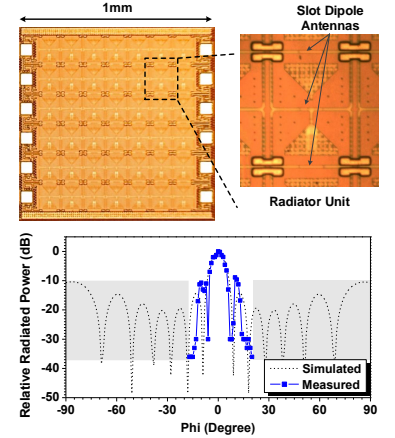 1mm
Slot Dipole
Antennas
Radiator Unit
Relative Radiated Power (dB)
0
-10
-20
-30
-40
-50
Simulated
Measured
-90
-60
-30
0
30
60
90
Phi (Degree)